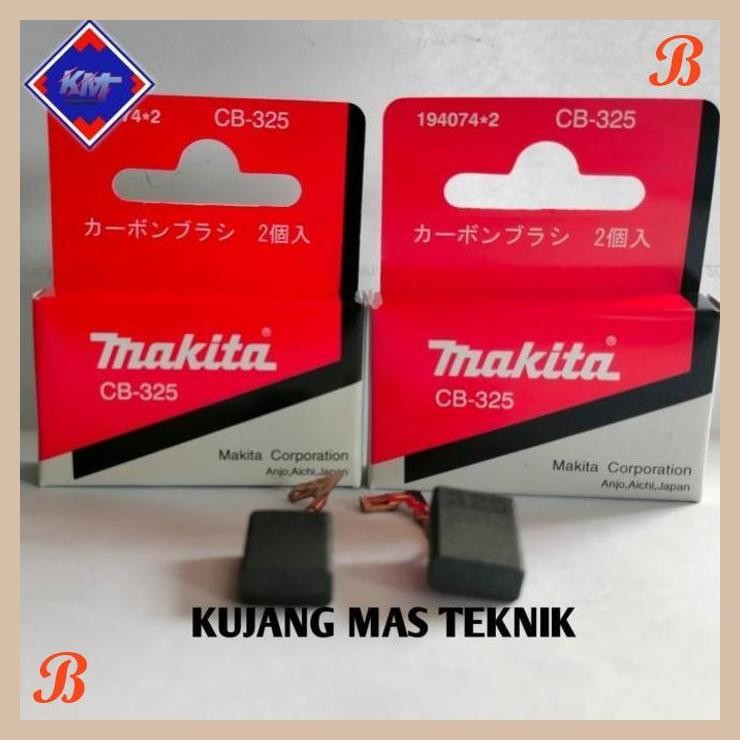 KMT
B
74*2 CB-325
カーボンブラシ 2個入
makita®
CB-325
Makita Corporation
Anjo,Aichi,Japan
194074*2 CB-325
カーボンブラシ 2個入
makita®
CB-325
Makita Corporation
Anjo,Aichi,Japan
325
KUJANG MAS TEKNIK
B